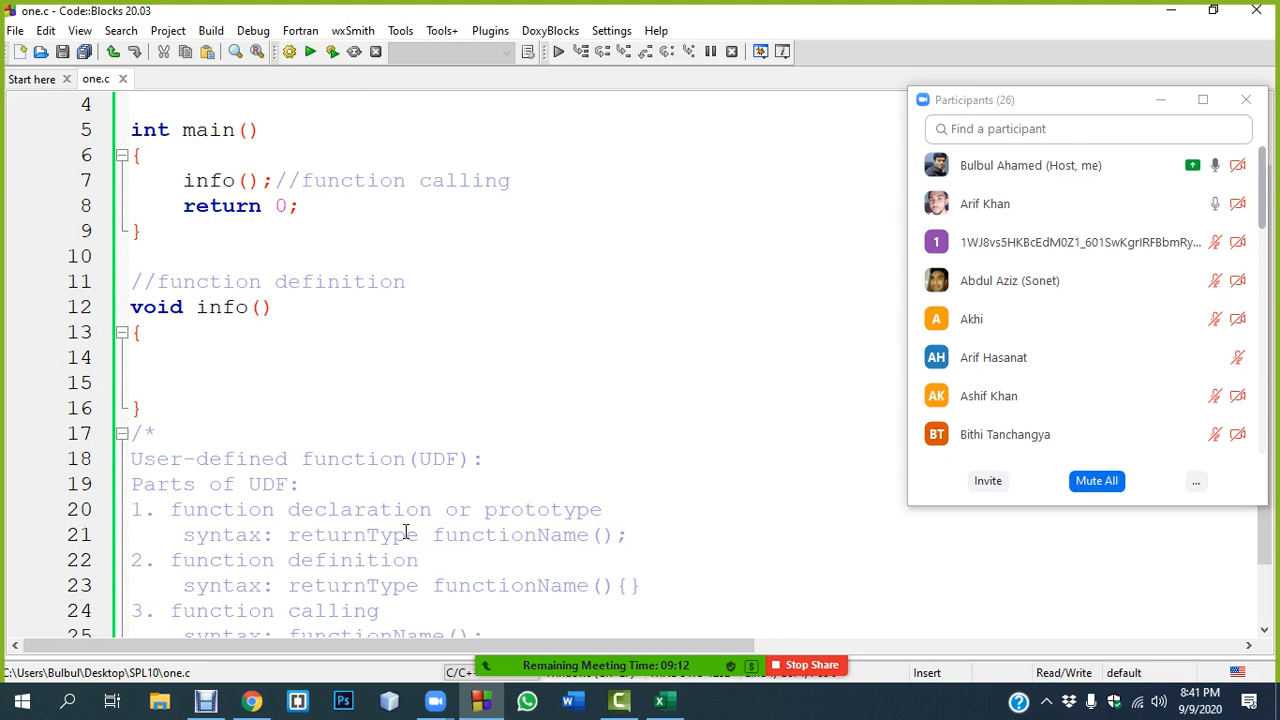 one.c - Code::Blocks 20.03
File Edit View Search Project Build Debug Fortran wxSmith Tools Tools+ Plugins DoxyBlocks Settings Help
Start here
one.c
4
5 int main()
6 {
7 info();//function calling
8 return 0;
9 }
10
11 //function definition
12 void info()
13 {
14
15
16 }
17 /*
18 User-defined function(UDF):
19 Parts of UDF:
20 1. function declaration or prototype
21 syntax: returnType functionName();
22 2. function definition
23 syntax: returnType functionName(){}
24 3. function calling
25 syntax: functionName();
Participants (26)
Find a participant
Bulbul Ahamed (Host, me)
Arif Khan
1 1WJ8vs5HKBcEdM0Z1_601SwKgrIRFBbmRy...
Abdul Aziz (Sonet)
A Akhi
AH Arif Hasanat
AK Ashif Khan
BT Bithi Tanchangya
Invite Mute All ...
Remaining Meeting Time: 09:12 $ Stop Share
C:\Users\Bulbul\Desktop\SPL10\one.c C/C++ Insert Read/Write default
8:41 PM
9/9/2020